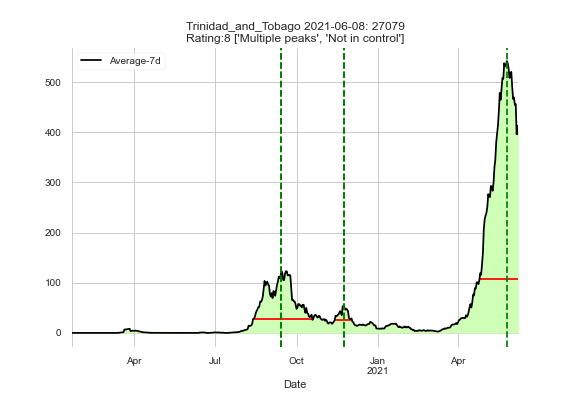 Trinidad_and_Tobago 2021-06-08: 27079
Rating:8 ['Multiple peaks', 'Not in control']
Average-7d
500
400
300
200
100
0
Apr Jul Oct Jan Apr
2021
Date